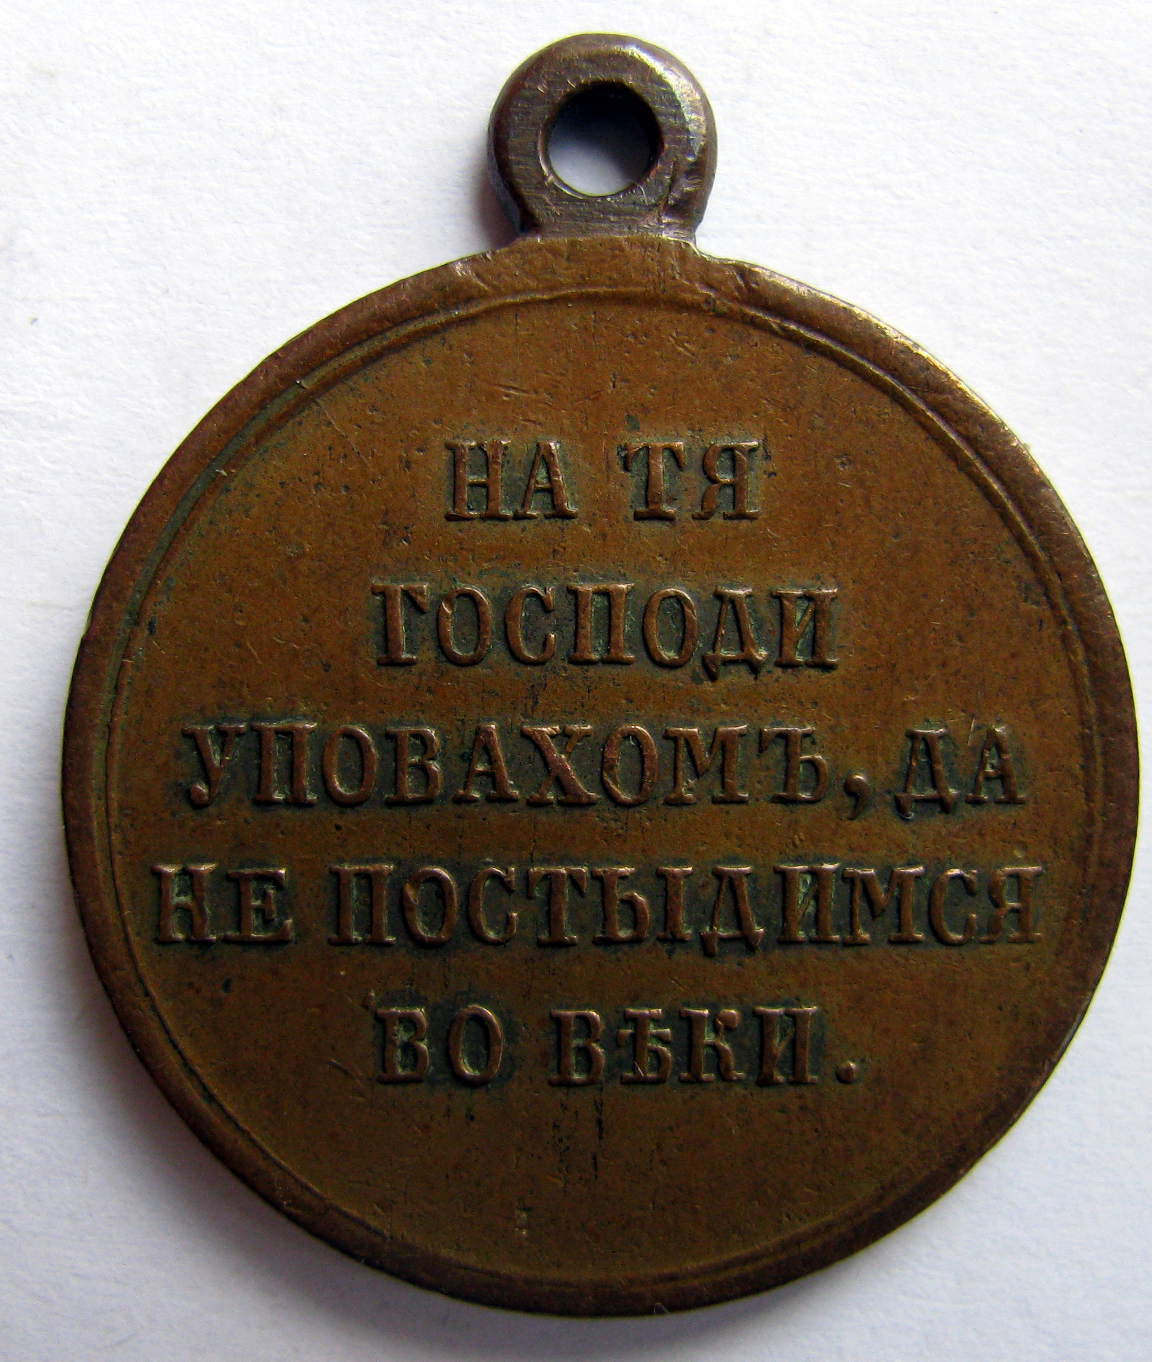 НА ТЯ
ГОСПОДИ
УПОВАХОМЪ, ДА
НЕ ПОСТЫДИМСЯ
ВО ВѢКИ.